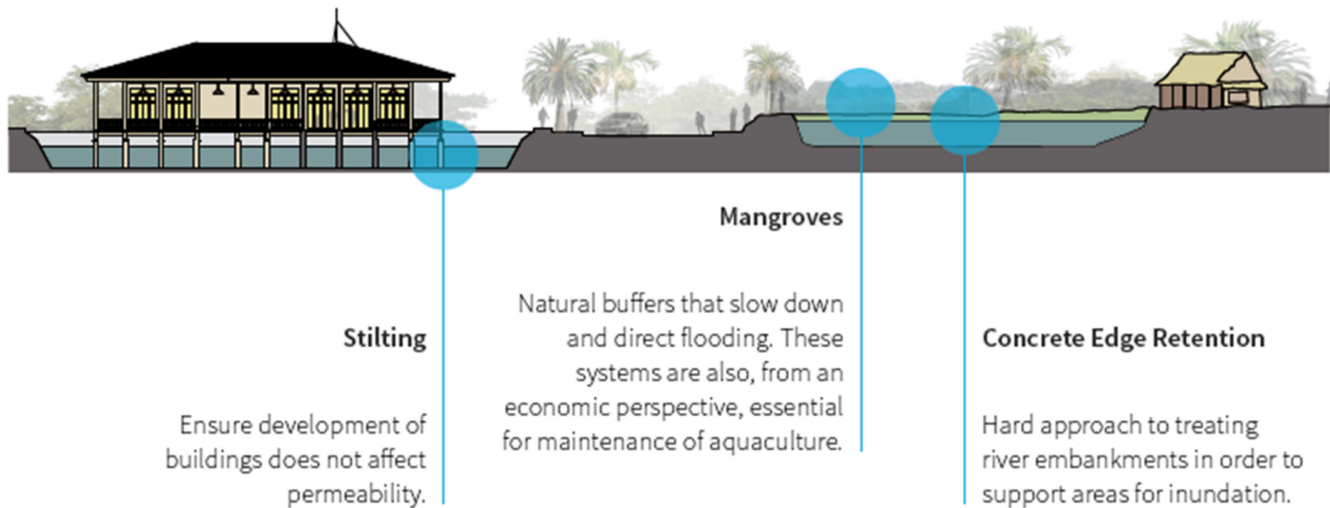 Stilting
Ensure development of
buildings does not affect
permeability.
Mangroves
Natural buffers that slow down
and direct flooding. These
systems are also, from an
economic perspective, essential
for maintenance of aquaculture.
Concrete Edge Retention
Hard approach to treating
river embankments in order to
support areas for inundation.